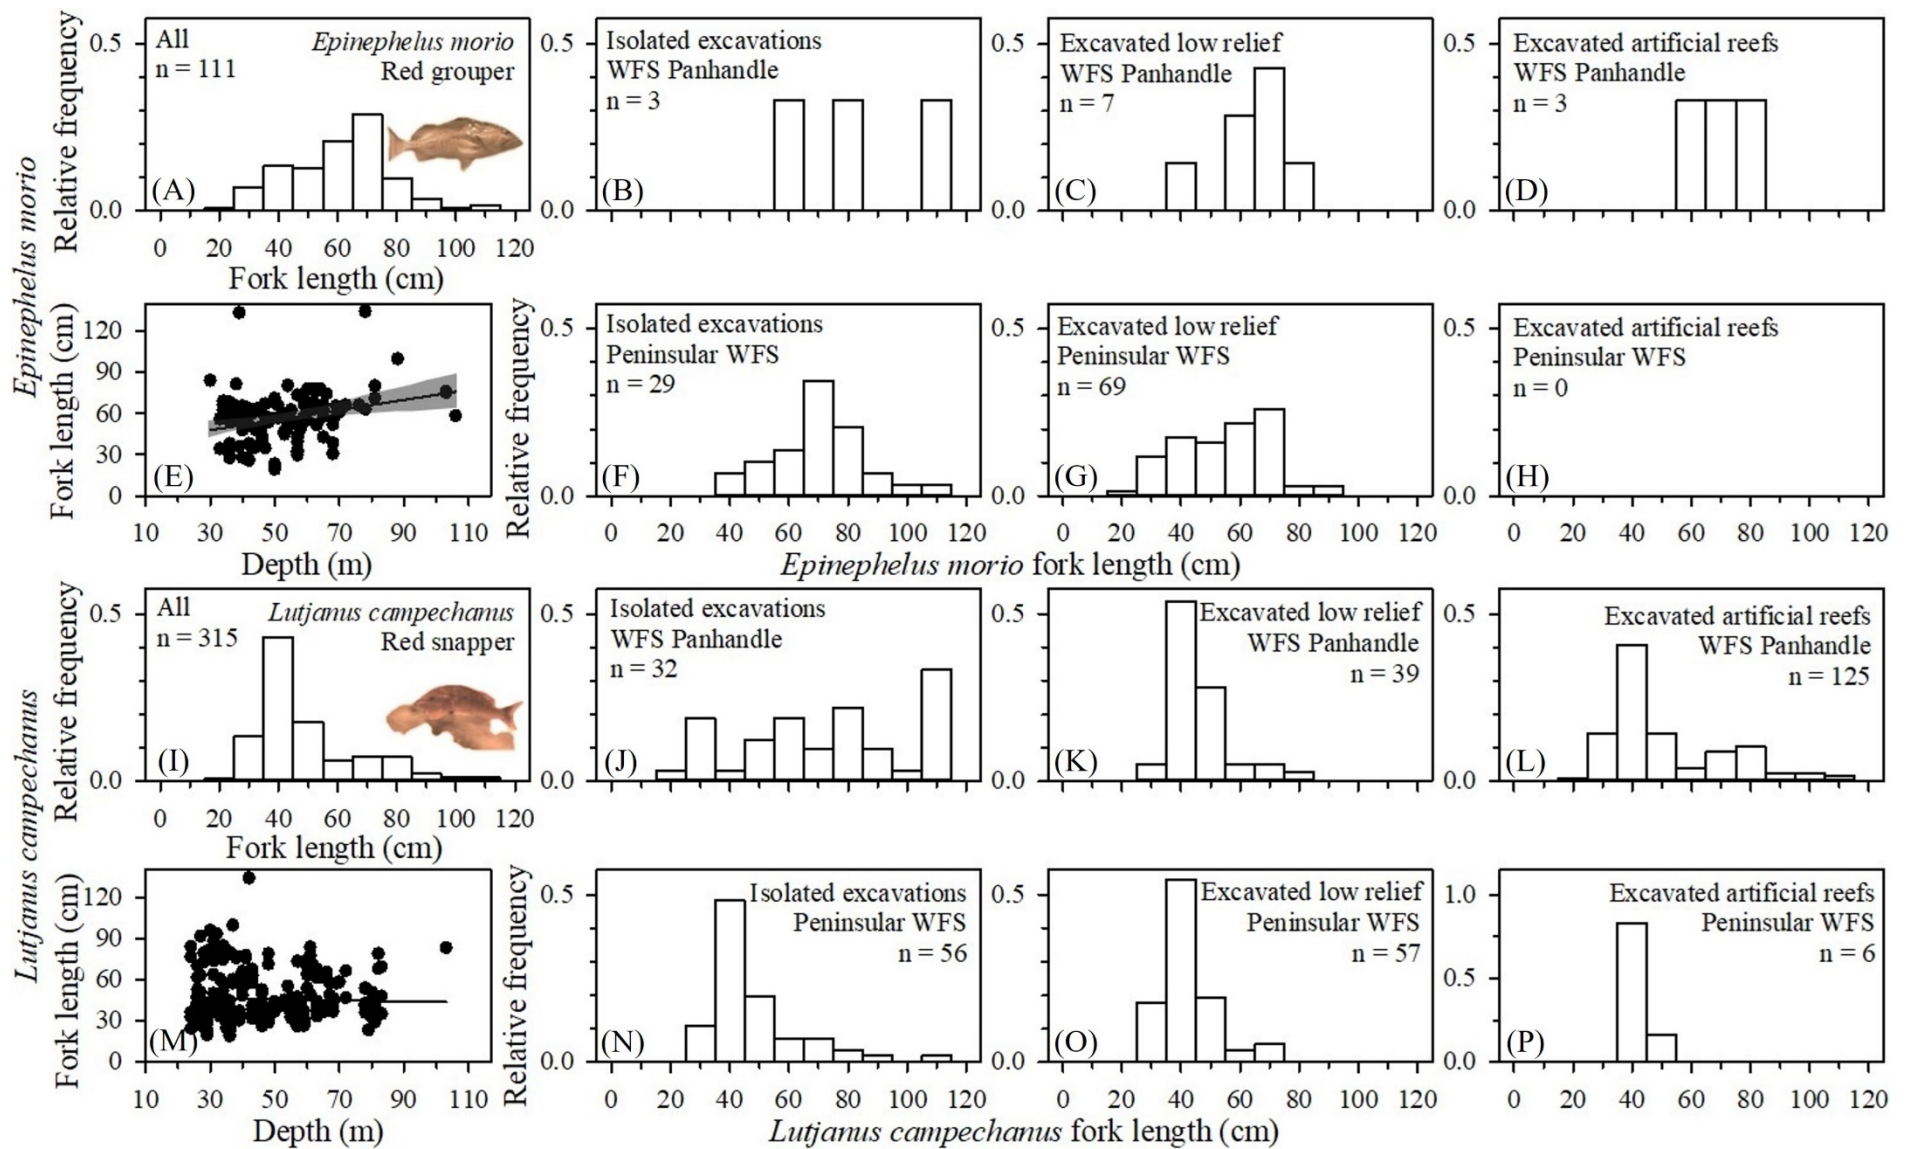 Epinephelus morio
Lutjanus campechanus
Relative frequency
0.5
0.0
All
n = 111
Epinephelus morio
Red grouper
(A)
0 20 40 60 80 100 120
Fork length (cm)
0.5
0.0
Isolated excavations
WFS Panhandle
n = 3
(B)
0.5
0.0
Excavated low relief
WFS Panhandle
n = 7
(C)
0.5
0.0
Excavated artificial reefs
WFS Panhandle
n = 3
(D)
Fork length (cm)
120
90
60
30
0
(E)
10 30 50 70 90 110
Depth (m)
Relative frequency
0.5
0.0
Isolated excavations
Peninsular WFS
n = 29
(F)
0 20 40 60 80 100 120
0.5
0.0
Excavated low relief
Peninsular WFS
n = 69
(G)
0 20 40 60 80 100 120
0.5
0.0
Excavated artificial reefs
Peninsular WFS
n = 0
(H)
0 20 40 60 80 100 120
Epinephelus morio fork length (cm)
Relative frequency
0.5
0.0
All
n = 315
Lutjanus campechanus
Red snapper
(I)
0 20 40 60 80 100 120
Fork length (cm)
0.5
0.0
Isolated excavations
WFS Panhandle
n = 32
(J)
0.5
0.0
Excavated low relief
WFS Panhandle
n = 39
(K)
0.5
0.0
Excavated artificial reefs
WFS Panhandle
n = 125
(L)
Fork length (cm)
120
90
60
30
0
(M)
10 30 50 70 90 110
Depth (m)
Relative frequency
0.5
0.0
Isolated excavations
Peninsular WFS
n = 56
(N)
0 20 40 60 80 100 120
0.5
0.0
Excavated low relief
Peninsular WFS
n = 57
(O)
0 20 40 60 80 100 120
1.0
0.5
0.0
Excavated artificial reefs
Peninsular WFS
n = 6
(P)
0 20 40 60 80 100 120
Lutjanus campechanus fork length (cm)